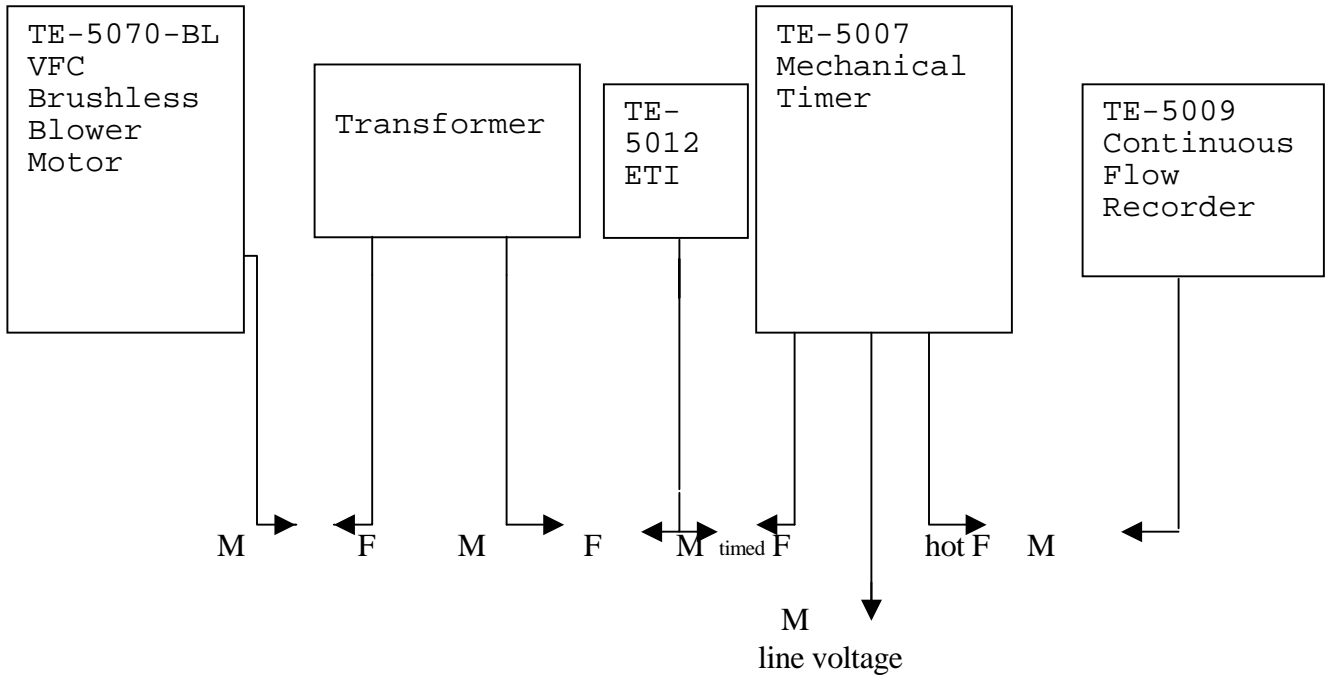 TE-5070-BL
VFC
Brushless
Blower
Motor
Transformer
TE-
5012
ETI
TE-5007
Mechanical
Timer
TE-5009
Continuous
Flow
Recorder
M F M F M timed F hot F M
M
line voltage